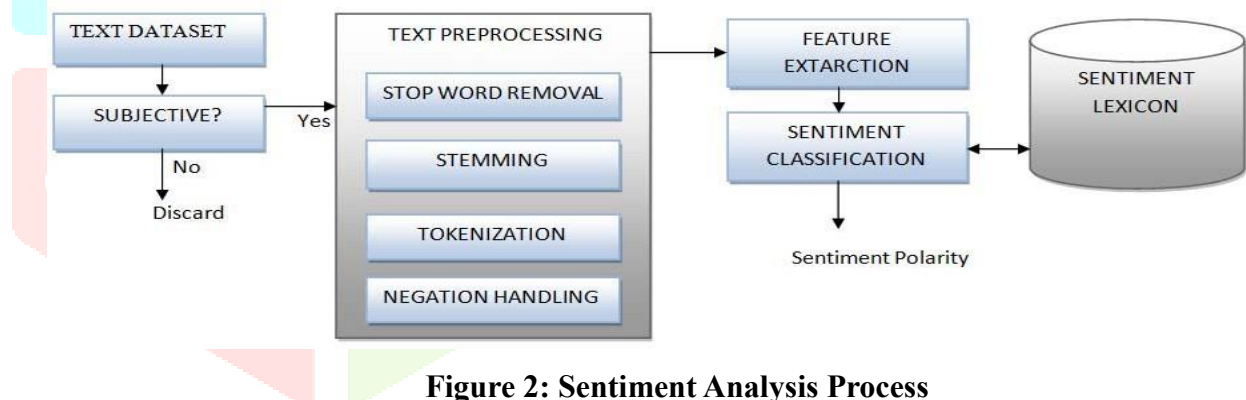 TEXT DATASET
SUBJECTIVE?
Yes
No
Discard
TEXT PREPROCESSING
STOP WORD REMOVAL
STEMMING
TOKENIZATION
NEGATION HANDLING
FEATURE
EXTARCTION
SENTIMENT
CLASSIFICATION
Sentiment Polarity
SENTIMENT
LEXICON
Figure 2: Sentiment Analysis Process